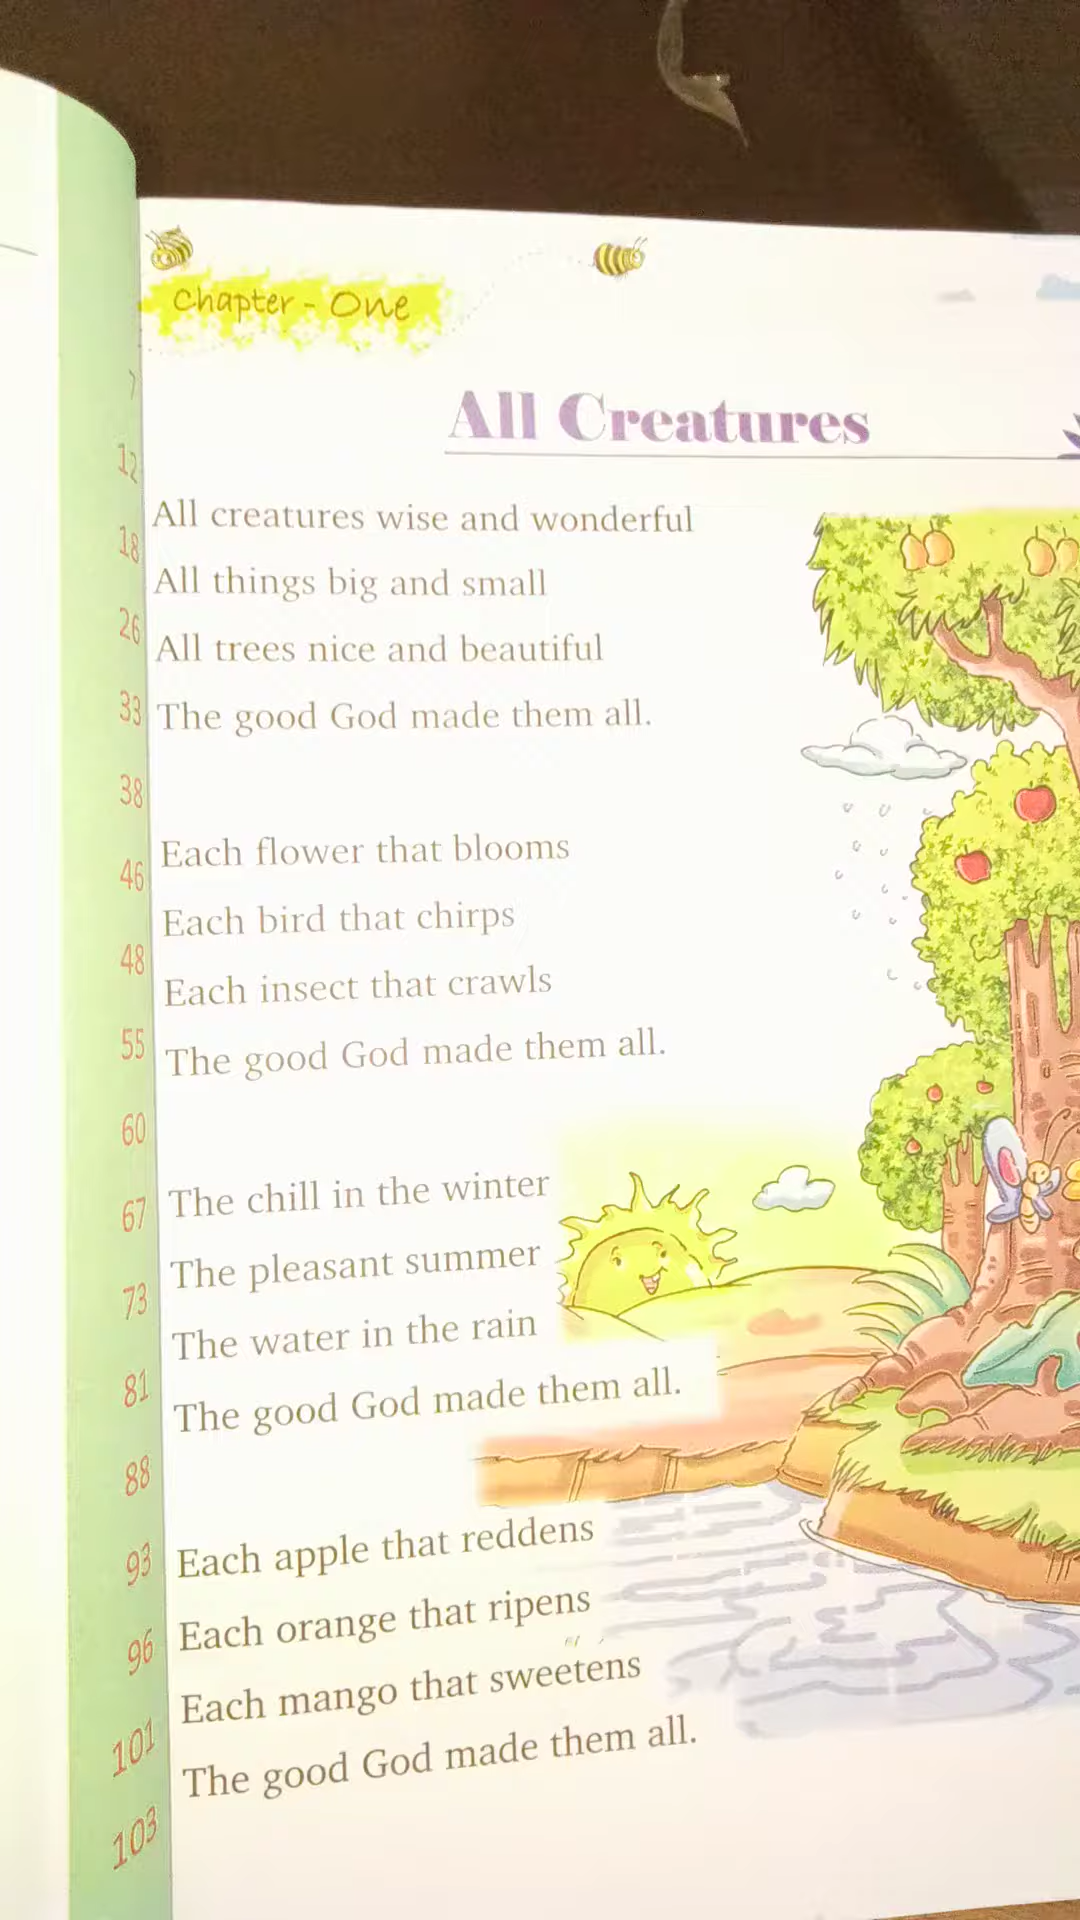 7
12
18
26
33
38
46
48
55
60
67
73
81
88
93
96
101
103
Chapter - One
All Creatures
All creatures wise and wonderful
All things big and small
All trees nice and beautiful
The good God made them all.
Each flower that blooms
Each bird that chirps
Each insect that crawls
The good God made them all.
The chill in the winter
The pleasant summer
The water in the rain
The good God made them all.
Each apple that reddens
Each orange that ripens
Each mango that sweetens
The good God made them all.